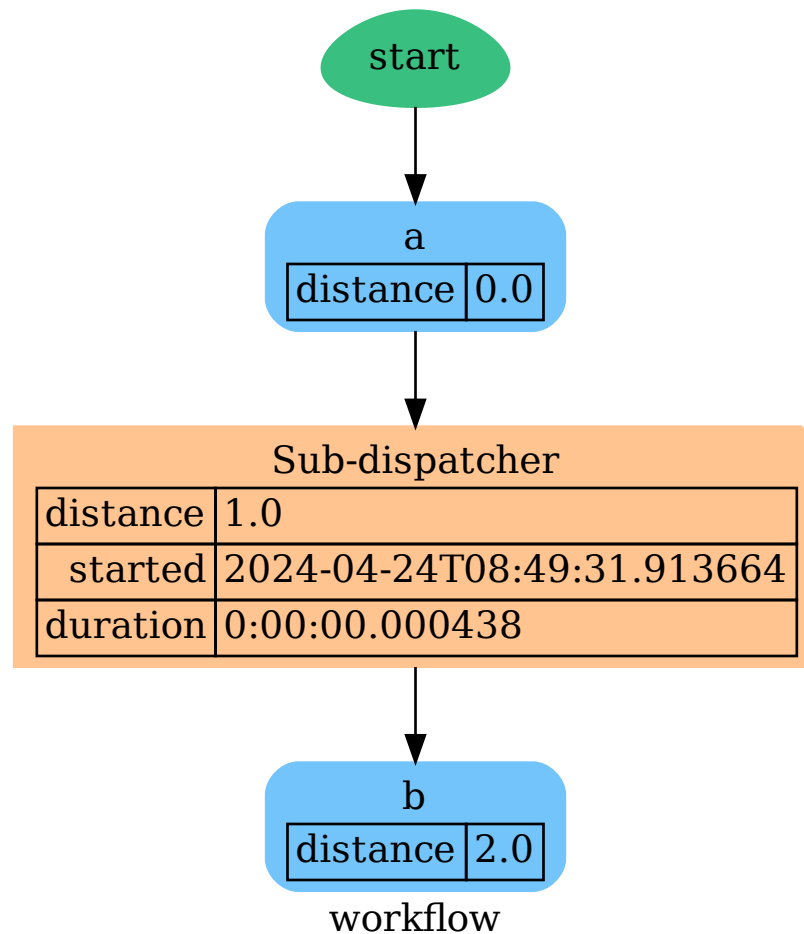 start
a
distance 0.0
Sub-dispatcher
distance 1.0
started 2024-04-24T08:49:31.913664
duration 0:00:00.000438
b
distance 2.0
workflow